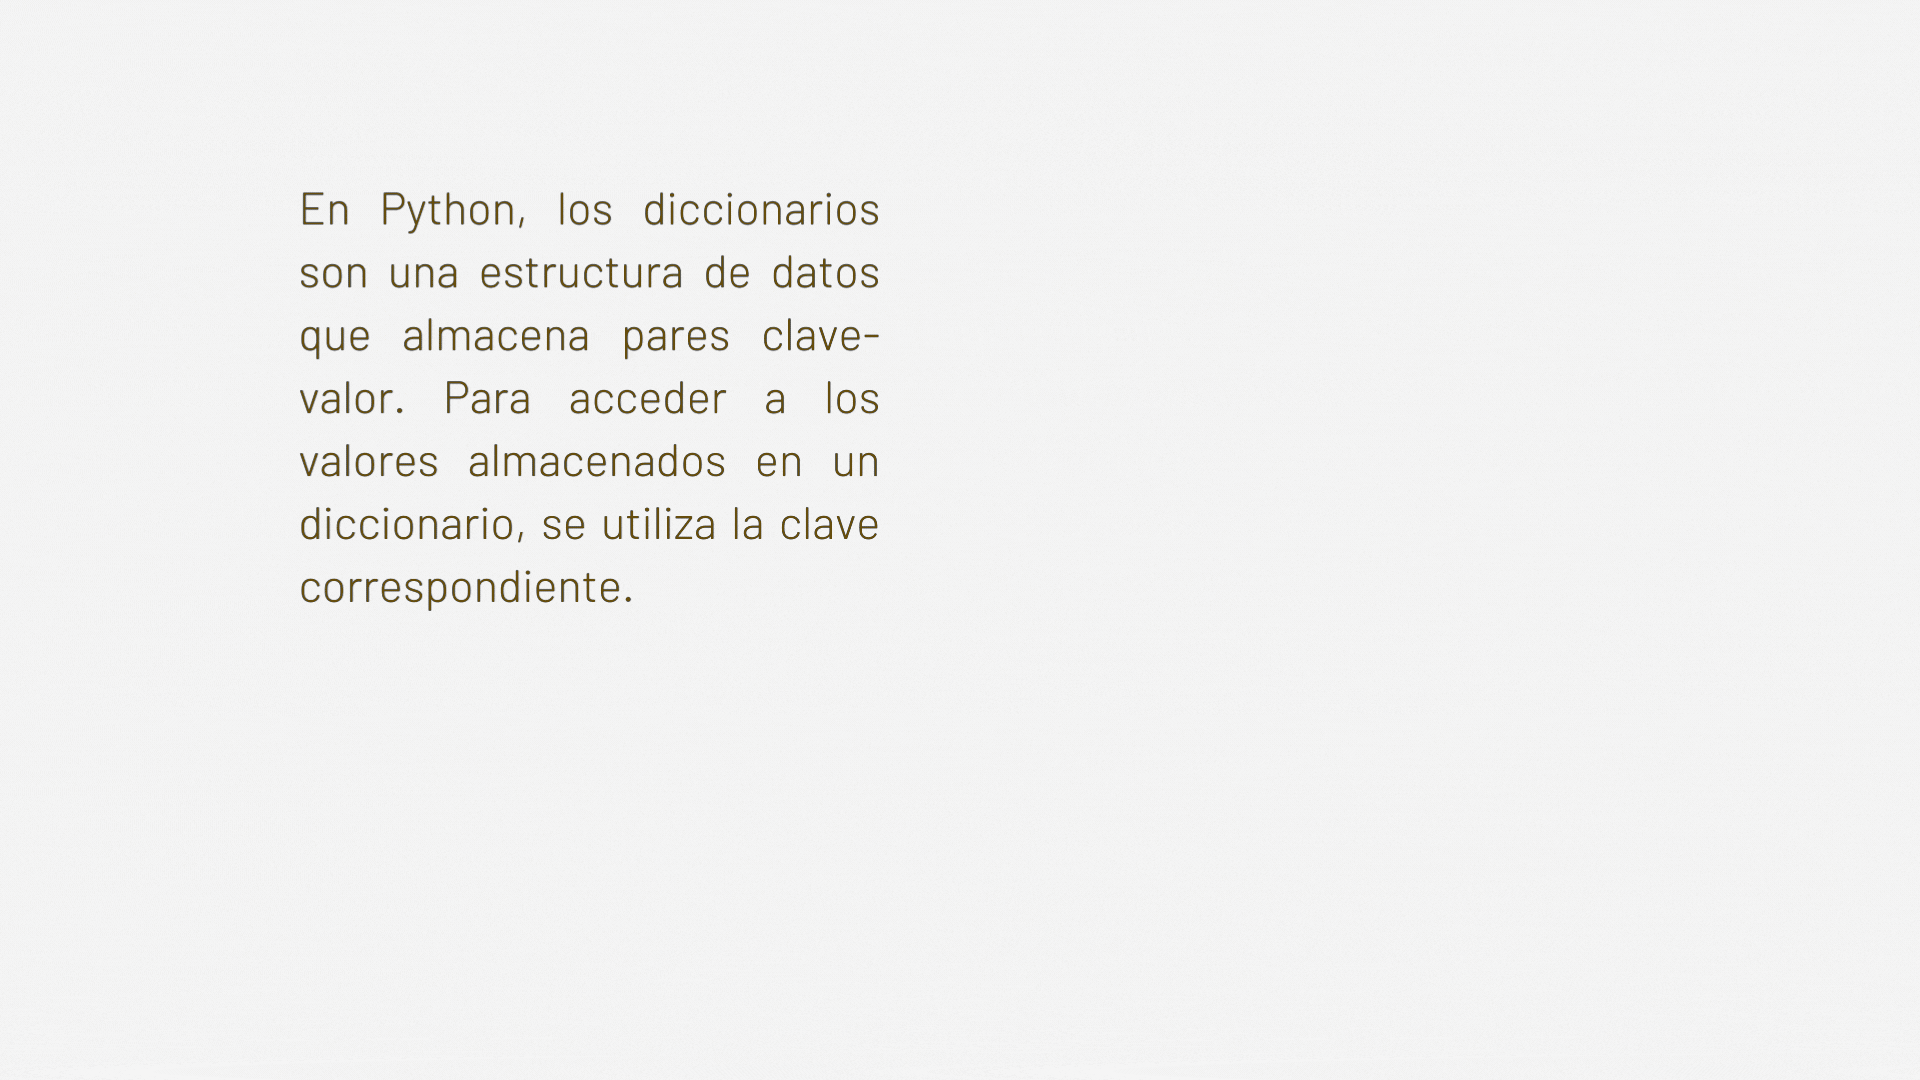 En Python, los diccionarios
son una estructura de datos
que almacena pares clave-
valor. Para acceder a los
valores almacenados en un
diccionario, se utiliza la clave
correspondiente.